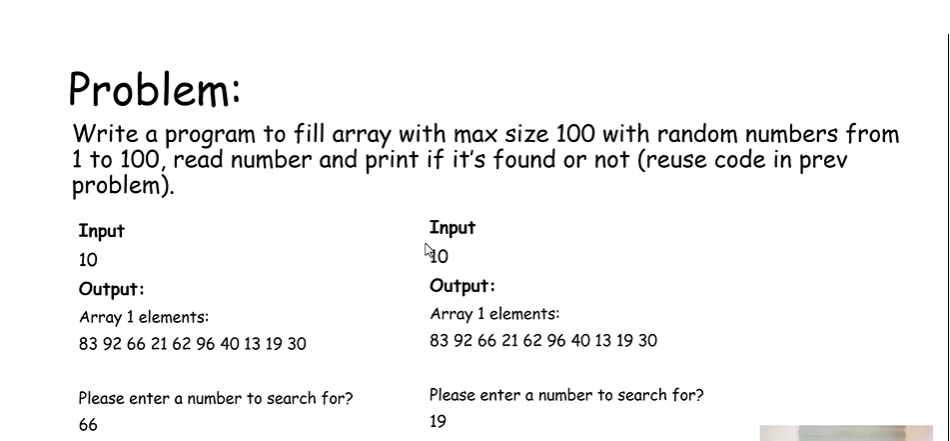 Problem:
Write a program to fill array with max size 100 with random numbers from
1 to 100, read number and print if it's found or not (reuse code in prev
problem).
Input
10
Output:
Array 1 elements:
83 92 66 21 62 96 40 13 19 30
Please enter a number to search for?
66
Input
10
Output:
Array 1 elements:
83 92 66 21 62 96 40 13 19 30
Please enter a number to search for?
19